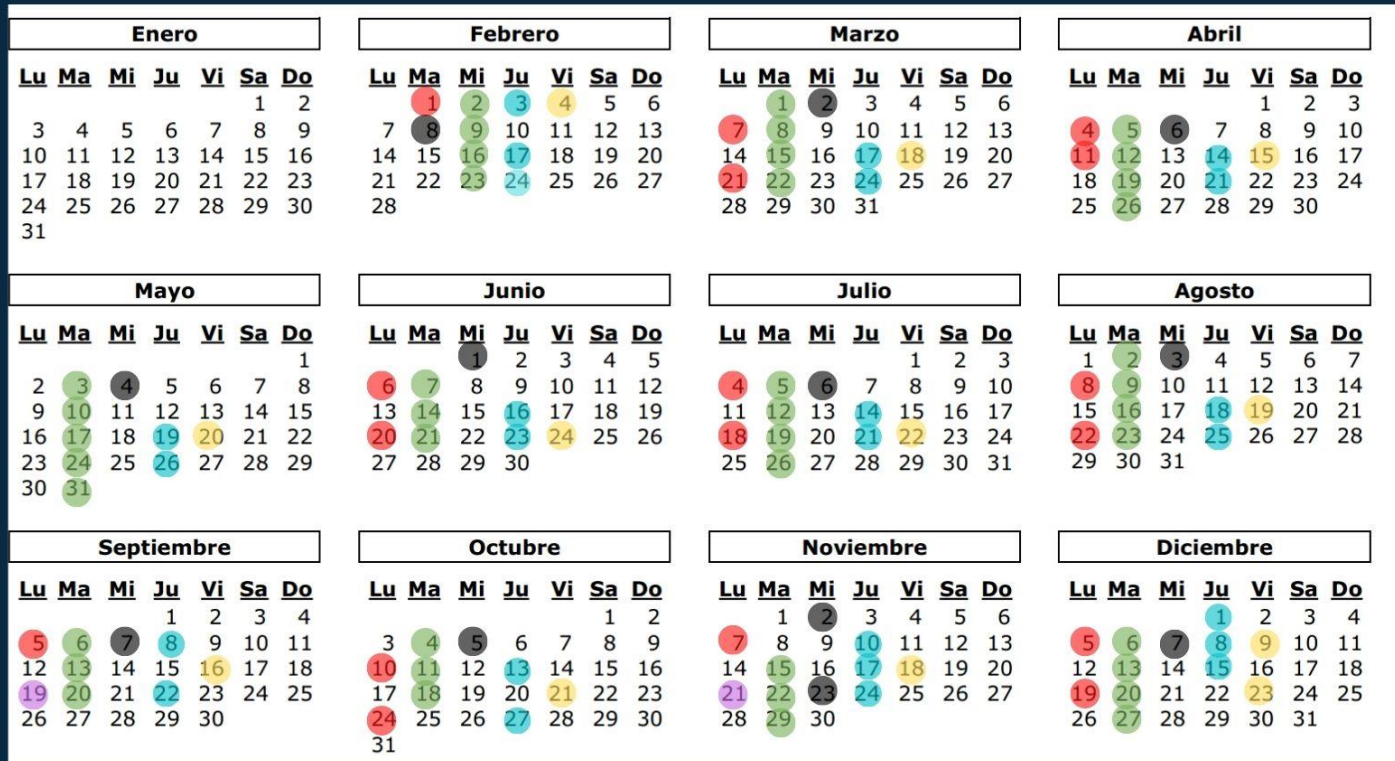 Enero
Lu Ma Mi Ju Vi Sa Do
1 2
3 4 5 6 7 8 9
10 11 12 13 14 15 16
17 18 19 20 21 22 23
24 25 26 27 28 29 30
31
Febrero
Lu Ma Mi Ju Vi Sa Do
1 2 3 4 5 6
7 8 9 10 11 12 13
14 15 16 17 18 19 20
21 22 23 24 25 26 27
28
Marzo
Lu Ma Mi Ju Vi Sa Do
1 2 3 4 5 6
7 8 9 10 11 12 13
14 15 16 17 18 19 20
21 22 23 24 25 26 27
28 29 30 31
Abril
Lu Ma Mi Ju Vi Sa Do
1 2 3
4 5 6 7 8 9 10
11 12 13 14 15 16 17
18 19 20 21 22 23 24
25 26 27 28 29 30
Mayo
Lu Ma Mi Ju Vi Sa Do
1
2 3 4 5 6 7 8
9 10 11 12 13 14 15
16 17 18 19 20 21 22
23 24 25 26 27 28 29
30 31
Junio
Lu Ma Mi Ju Vi Sa Do
1 2 3 4 5
6 7 8 9 10 11 12
13 14 15 16 17 18 19
20 21 22 23 24 25 26
27 28 29 30
Julio
Lu Ma Mi Ju Vi Sa Do
1 2 3
4 5 6 7 8 9 10
11 12 13 14 15 16 17
18 19 20 21 22 23 24
25 26 27 28 29 30 31
Agosto
Lu Ma Mi Ju Vi Sa Do
1 2 3 4 5 6 7
8 9 10 11 12 13 14
15 16 17 18 19 20 21
22 23 24 25 26 27 28
29 30 31
Septiembre
Lu Ma Mi Ju Vi Sa Do
1 2 3 4
5 6 7 8 9 10 11
12 13 14 15 16 17 18
19 20 21 22 23 24 25
26 27 28 29 30
Octubre
Lu Ma Mi Ju Vi Sa Do
1 2
3 4 5 6 7 8 9
10 11 12 13 14 15 16
17 18 19 20 21 22 23
24 25 26 27 28 29 30
31
Noviembre
Lu Ma Mi Ju Vi Sa Do
1 2 3 4 5 6
7 8 9 10 11 12 13
14 15 16 17 18 19 20
21 22 23 24 25 26 27
28 29 30
Diciembre
Lu Ma Mi Ju Vi Sa Do
1 2 3 4
5 6 7 8 9 10 11
12 13 14 15 16 17 18
19 20 21 22 23 24 25
26 27 28 29 30 31